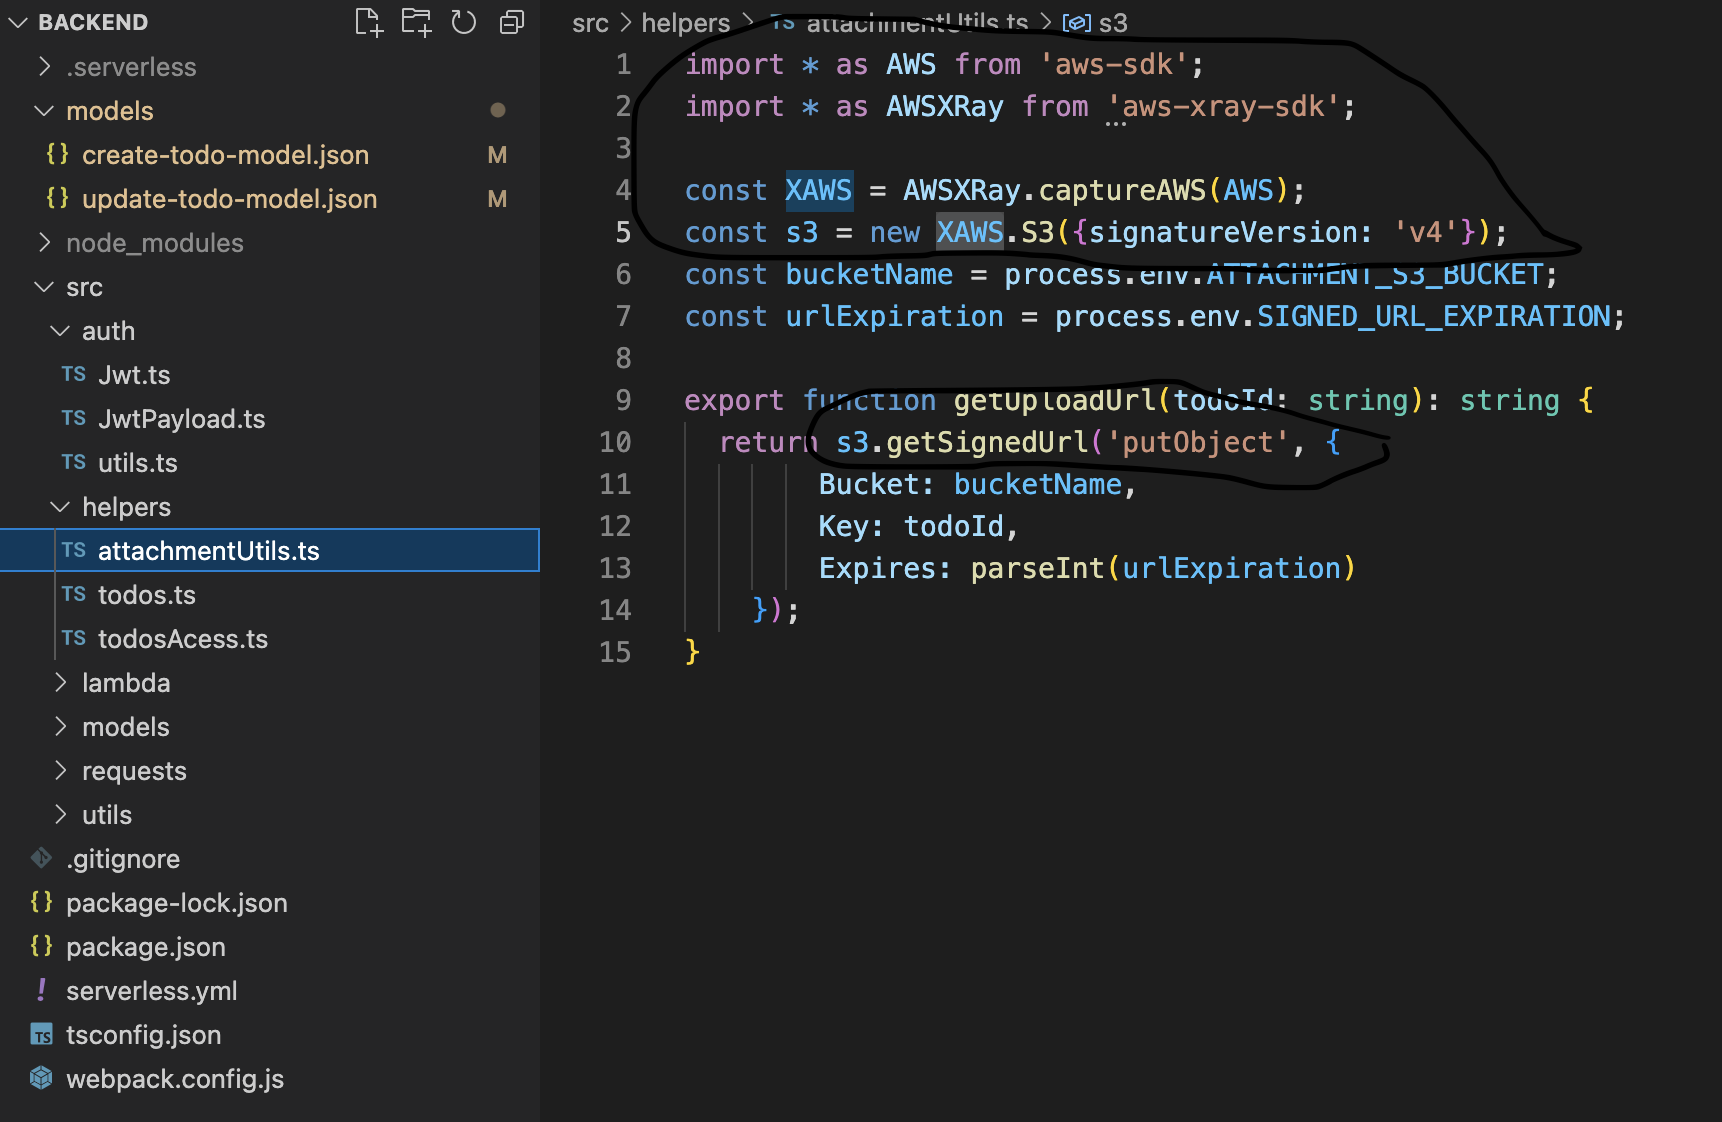 BACKEND
.serverless
models
create-todo-model.json M
update-todo-model.json M
node_modules
src
auth
TS Jwt.ts
TS JwtPayload.ts
TS utils.ts
helpers
TS attachmentUtils.ts
TS todos.ts
TS todosAcess.ts
lambda
models
requests
utils
.gitignore
{} package-lock.json
{} package.json
! serverless.yml
TS tsconfig.json
webpack.config.js
src > helpers > TS attachmentUtils.ts > s3
1 import * as AWS from 'aws-sdk';
2 import * as AWSXRay from 'aws-xray-sdk';
3
4 const XAWS = AWSXRay.captureAWS(AWS);
5 const s3 = new XAWS.S3({signatureVersion: 'v4'});
6 const bucketName = process.env.ATTACHMENT_S3_BUCKET;
7 const urlExpiration = process.env.SIGNED_URL_EXPIRATION;
8
9 export function getUploadUrl(todoId: string): string {
10 return s3.getSignedUrl('putObject', {
11 Bucket: bucketName,
12 Key: todoId,
13 Expires: parseInt(urlExpiration)
14 });
15 }